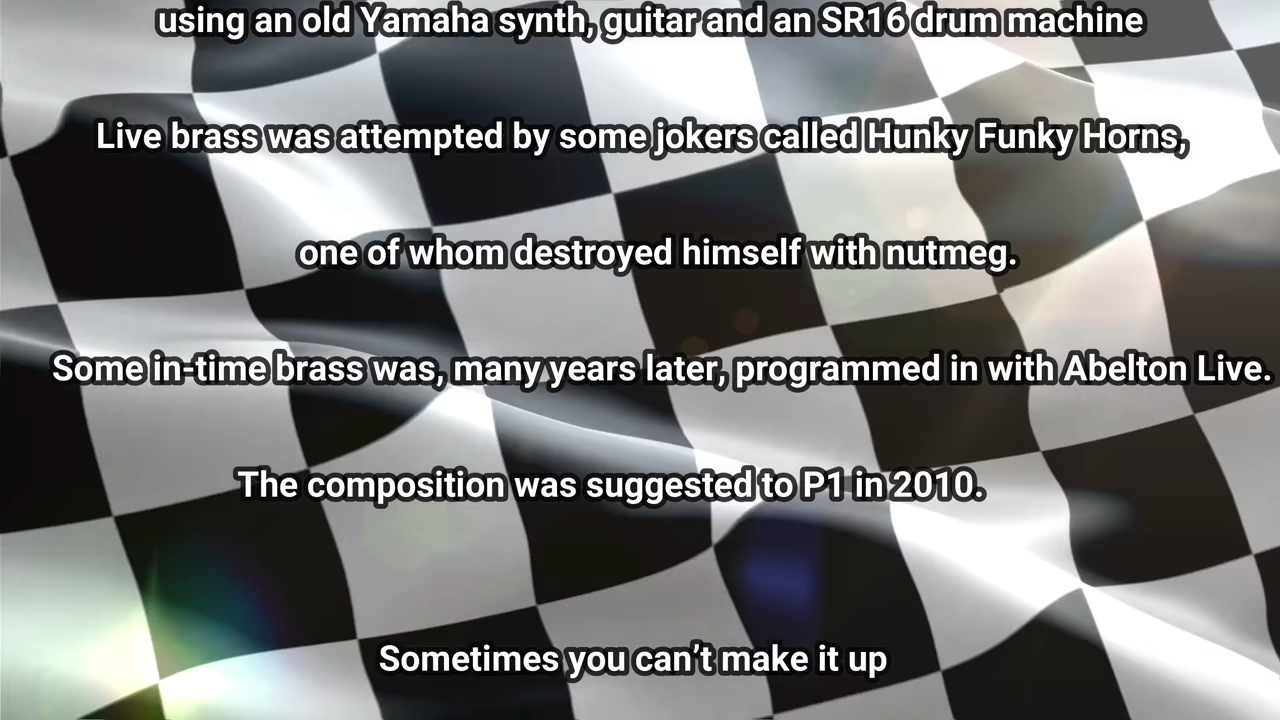 using an old Yamaha synth, guitar and an SR16 drum machine
Live brass was attempted by some jokers called Hunky Funky Horns,
one of whom destroyed himself with nutmeg.
Some in-time brass was, many years later, programmed in with Abelton Live.
The composition was suggested to P1 in 2010.
Sometimes you can’t make it up